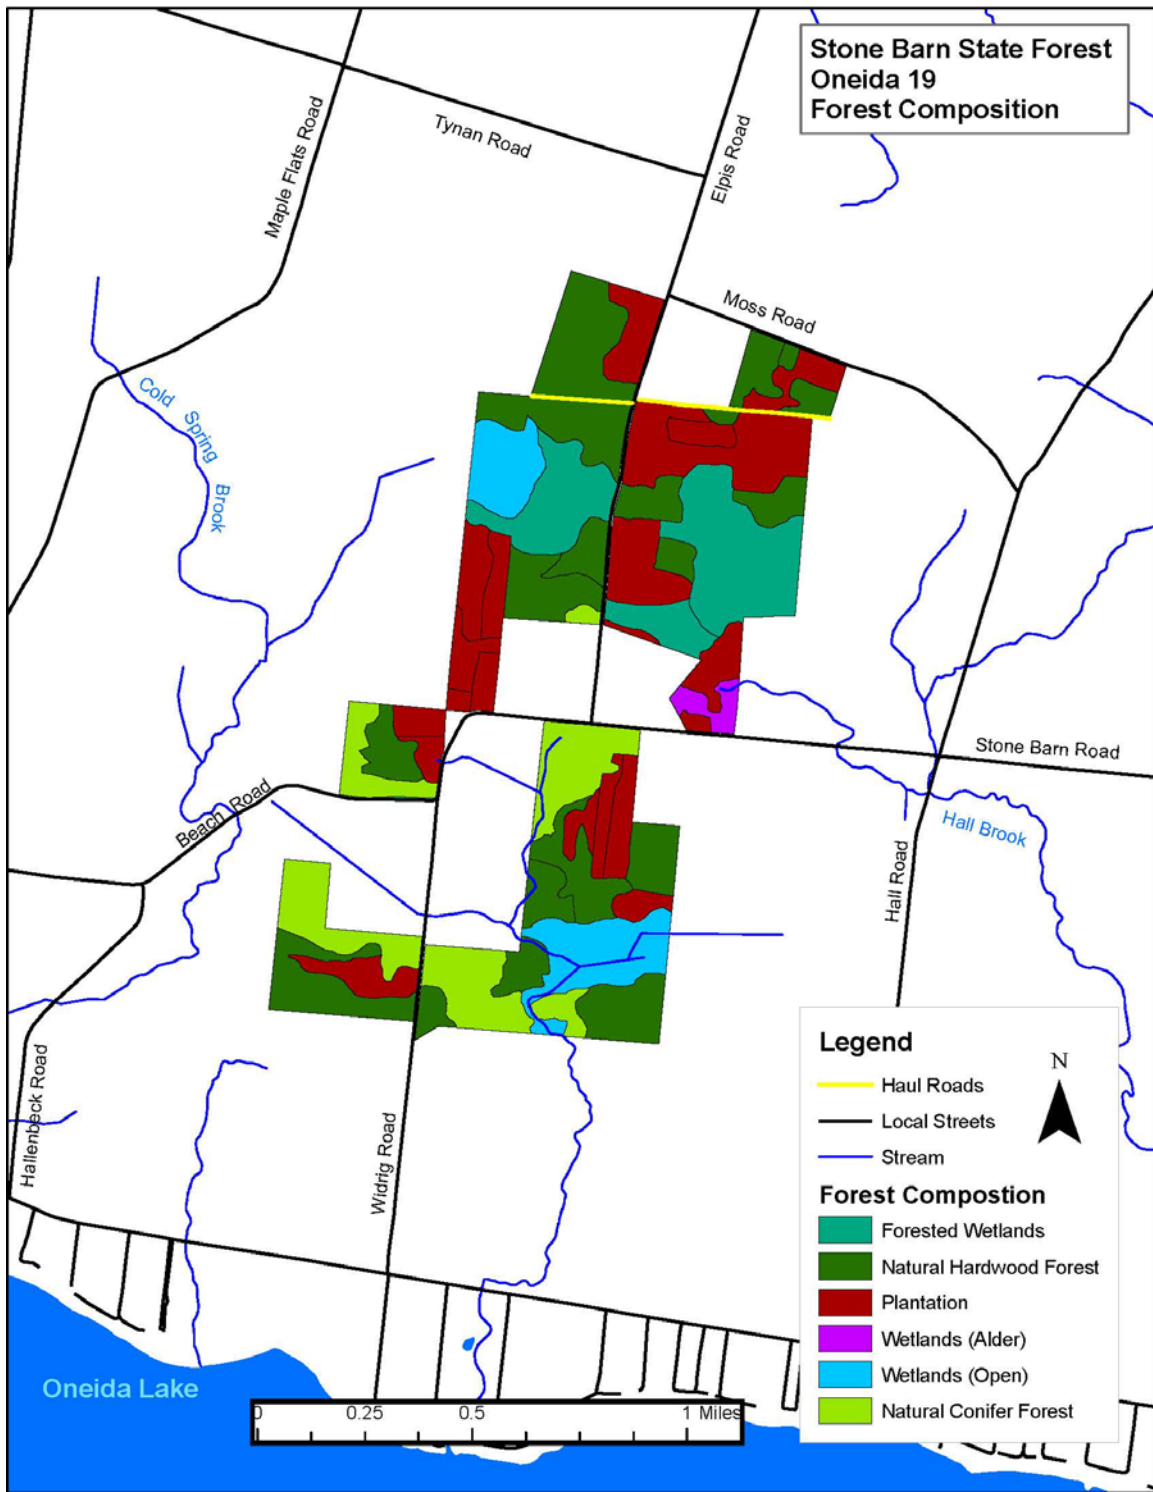 Stone Barn State Forest
Oneida 19
Forest Composition
Tynan Road
Maple Flats Road
Elpis Road
Moss Road
Cold Spring Brook
Stone Barn Road
Beach Road
Hall Brook
Hall Road
Hallenbeck Road
Widrig Road
Oneida Lake
0 0.25 0.5 1 Miles
Legend
N
Haul Roads
Local Streets
Stream
Forest Compostion
Forested Wetlands
Natural Hardwood Forest
Plantation
Wetlands (Alder)
Wetlands (Open)
Natural Conifer Forest